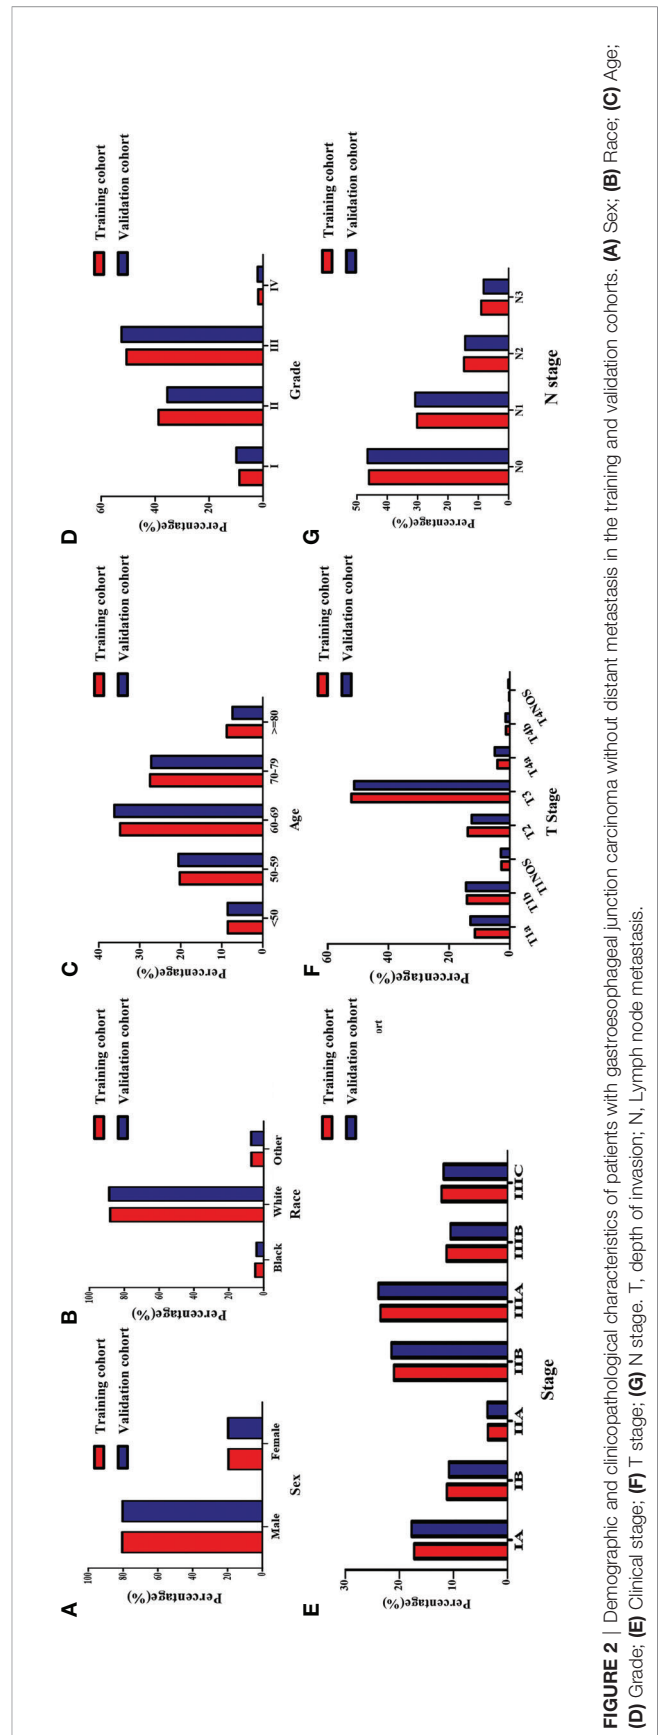 A
Percentage(%)
100
80
60
40
20
0
Male
Female
Sex
Training cohort
Validation cohort
B
Percentage(%)
100
80
60
40
20
0
Black
White
Other
Race
Training cohort
Validation cohort
C
Percentage(%)
40
30
20
10
0
<50
50-59
60-69
70-79
>=80
Age
Training cohort
Validation cohort
D
Percentage(%)
60
40
20
0
I
II
III
IV
Grade
Training cohort
Validation cohort
E
Percentage(%)
30
20
10
0
IA
IB
IIA
IIB
IIIA
IIIB
IIIC
Stage
Training cohort
Validation cohort
ort
F
Percentage(%)
60
40
20
0
T1a
T1b
T1NOS
T2
T3
T4a
T4b
T4NOS
T Stage
Training cohort
Validation cohort
G
Percentage(%)
50
40
30
20
10
0
N0
N1
N2
N3
N stage
Training cohort
Validation cohort
FIGURE 2 | Demographic and clinicopathological characteristics of patients with gastroesophageal junction carcinoma without distant metastasis in the training and validation cohorts. (A) Sex; (B) Race; (C) Age;
(D) Grade; (E) Clinical stage; (F) T stage; (G) N stage. T, depth of invasion; N, Lymph node metastasis.